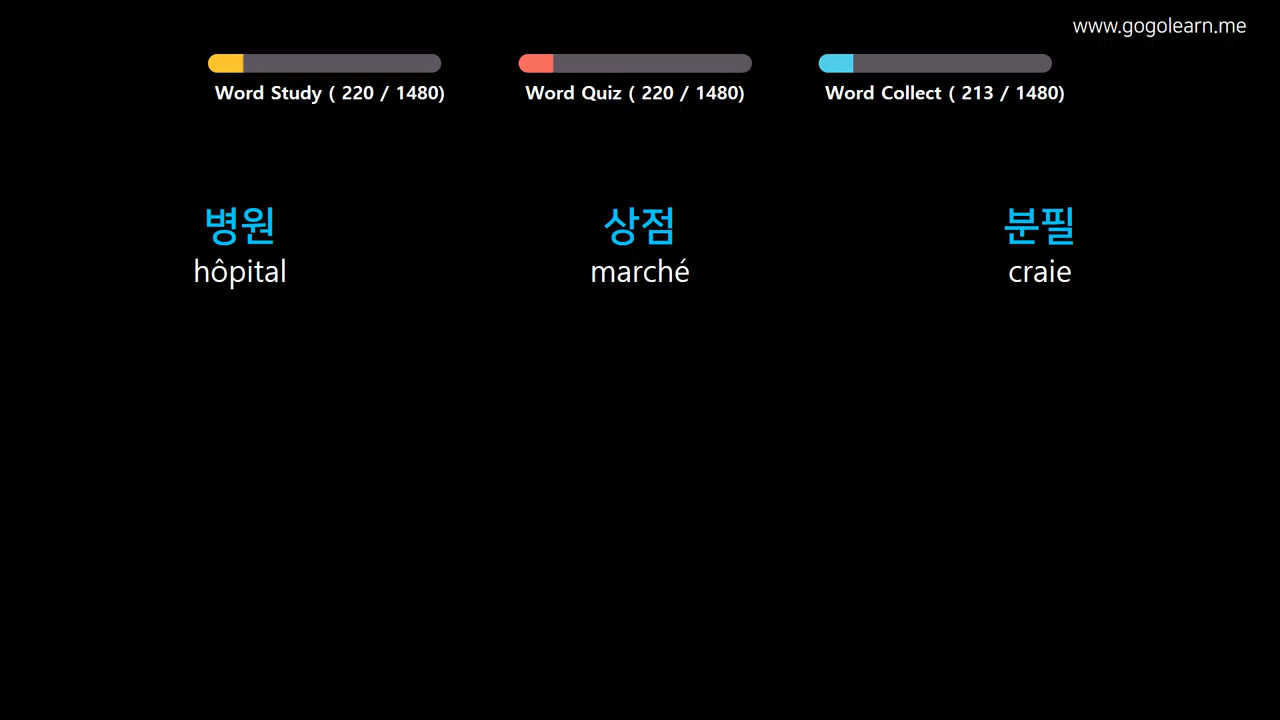 www.gogolearn.me
Word Study ( 220 / 1480)
Word Quiz ( 220 / 1480)
Word Collect ( 213 / 1480)
병원
hôpital
상점
marché
분필
craie